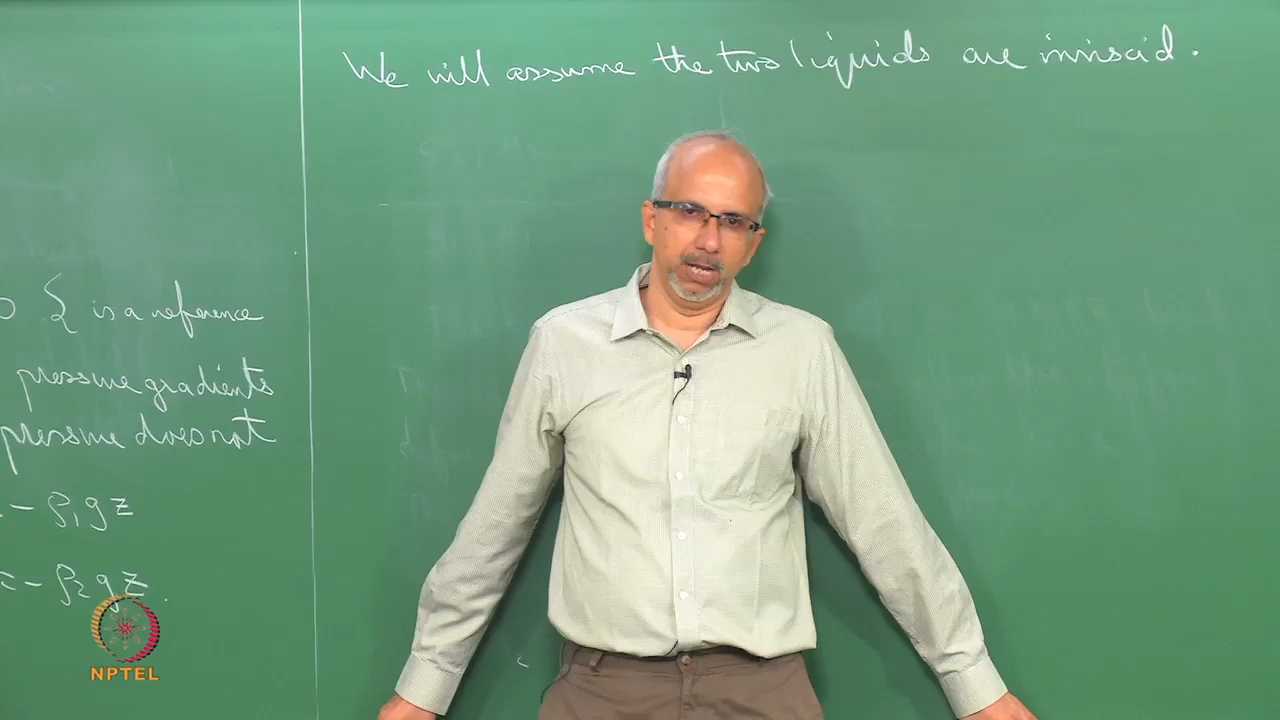 We will assume the two liquids are inviscid.
is a reference
pressure gradients
pressure does not
= - ρ₁gz
= - ρ₂gz.
NPTEL